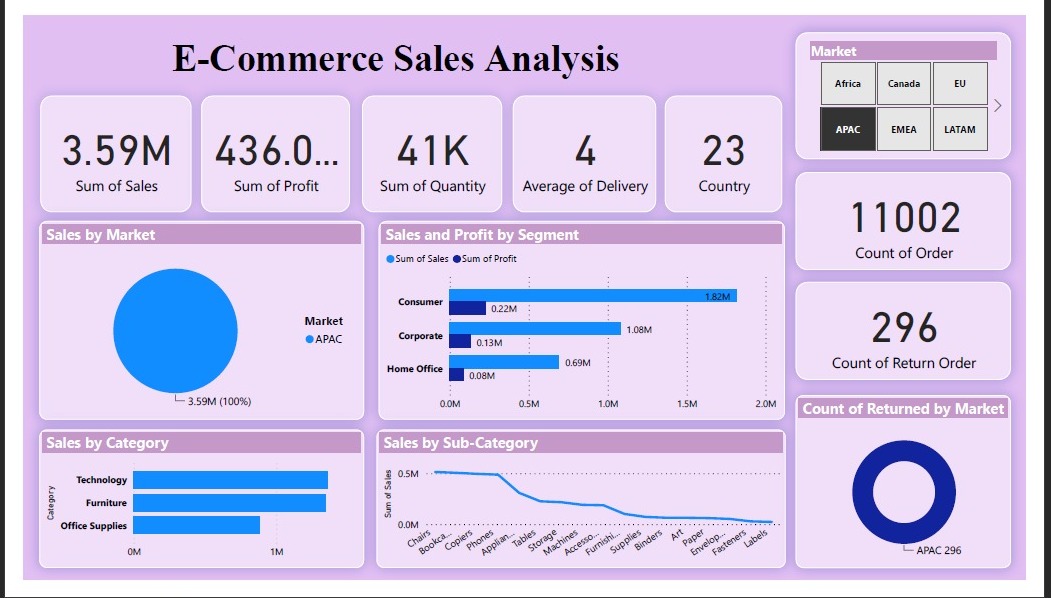 E-Commerce Sales Analysis
3.59M
Sum of Sales
436.0...
Sum of Profit
41K
Sum of Quantity
4
Average of Delivery
23
Country
Market
Africa
Canada
EU
APAC
EMEA
LATAM
11002
Count of Order
296
Count of Return Order
Sales by Market
Market
APAC
3.59M (100%)
Sales and Profit by Segment
Sum of Sales
Sum of Profit
Consumer
1.82M
0.22M
Corporate
1.08M
0.13M
Home Office
0.69M
0.08M
0.0M
0.5M
1.0M
1.5M
2.0M
Sales by Category
Category
Technology
Furniture
Office Supplies
0M
1M
Sales by Sub-Category
Sum of Sales
0.5M
0.0M
Chairs
Bookca...
Copiers
Phones
Applian...
Tables
Storage
Machines
Accesso...
Furnishi...
Supplies
Binders
Art
Paper
Envelop...
Fasteners
Labels
Count of Returned by Market
APAC 296